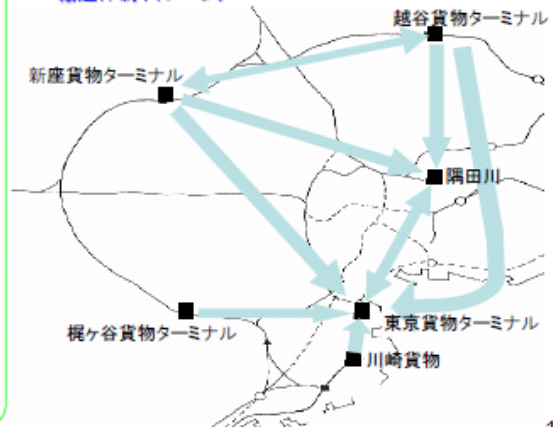 越谷貨物ターミナル
新座貨物ターミナル
隅田川
東京貨物ターミナル
梶ヶ谷貨物ターミナル
川崎貨物